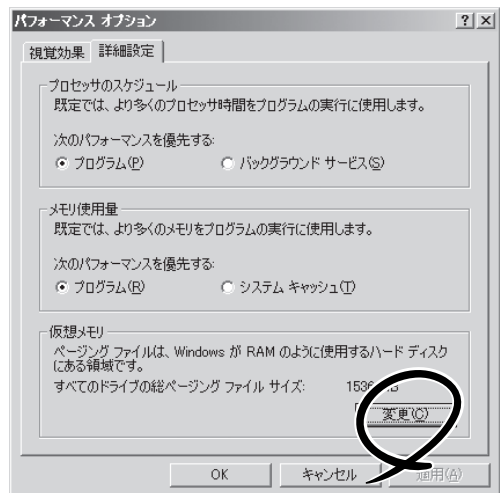 パフォーマンス オプション
視覚効果 詳細設定
プロセッサのスケジュール
既定では、より多くのプロセッサ時間をプログラムの実行に使用します。
次のパフォーマンスを優先する:
プログラム(P) バックグラウンド サービス(S)
メモリ使用量
既定では、より多くのメモリをプログラムの実行に使用します。
次のパフォーマンスを優先する:
プログラム(R) システム キャッシュ(T)
仮想メモリ
ページング ファイルは、Windows が RAM のように使用するハード ディスク
にある領域です。
すべてのドライブの総ページング ファイル サイズ: 1536
変更(C)
OK キャンセル 適用(A)